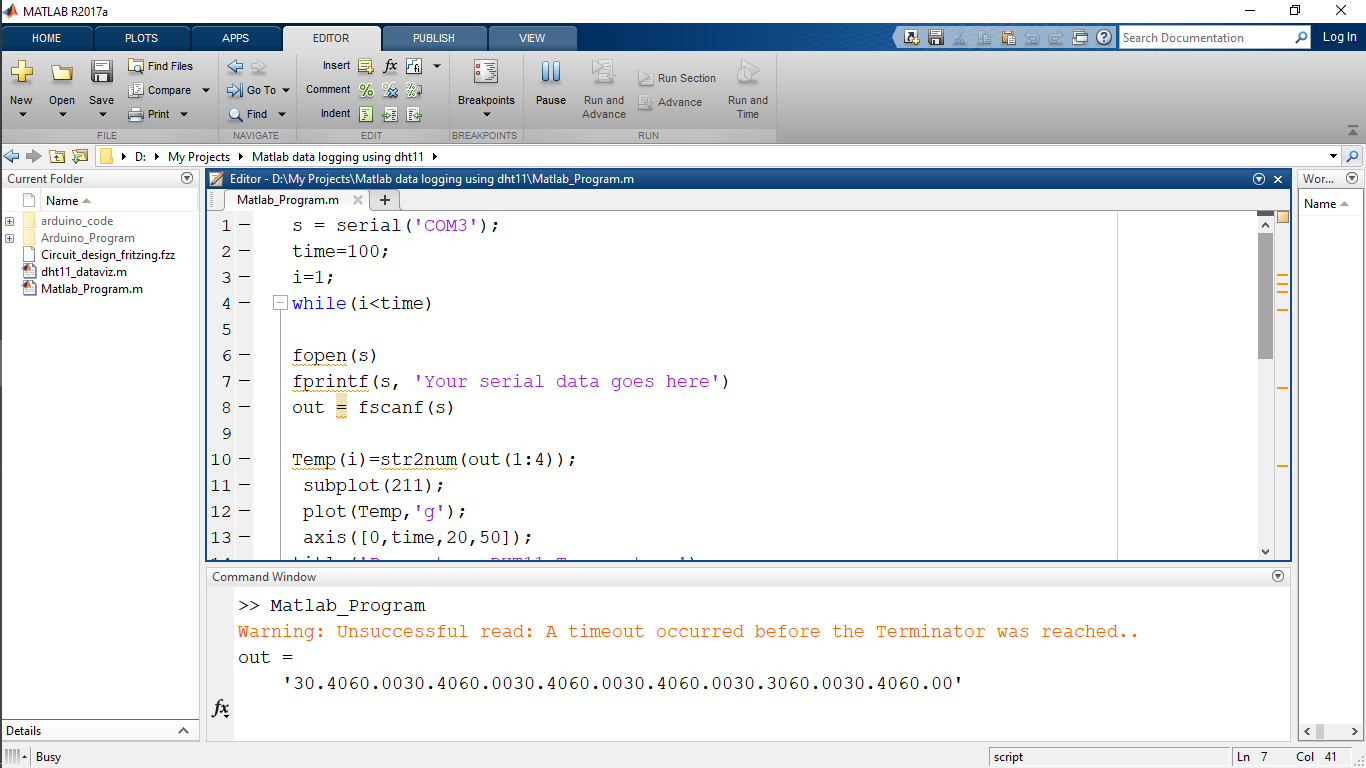 MATLAB R2017a
HOME PLOTS APPS EDITOR PUBLISH VIEW
Search Documentation
Log In
New Open Save
Find Files
Compare
Print
FILE
Go To
Find
NAVIGATE
Insert
Comment
Indent
fx
EDIT
Breakpoints
BREAKPOINTS
Pause
Run and Advance
Run Section
Advance
Run and Time
RUN
D: My Projects Matlab data logging using dht11
Current Folder
Name
arduino_code
Arduino_Program
Circuit_design_fritzing.fzz
dht11_dataviz.m
Matlab_Program.m
Details
Editor - D:\My Projects\Matlab data logging using dht11\Matlab_Program.m
Matlab_Program.m
1 s = serial('COM3');
2 time=100;
3 i=1;
4 while(i<time)
5
6 fopen(s)
7 fprintf(s, 'Your serial data goes here')
8 out = fscanf(s)
9
10 Temp(i)=str2num(out(1:4));
11 subplot(211);
12 plot(Temp,'g');
13 axis([0,time,20,50]);
Command Window
>> Matlab_Program
Warning: Unsuccessful read: A timeout occurred before the Terminator was reached..
out =
'30.4060.0030.4060.0030.4060.0030.4060.0030.3060.0030.4060.00'
fx
Wor...
Name
Busy
script
Ln 7 Col 41